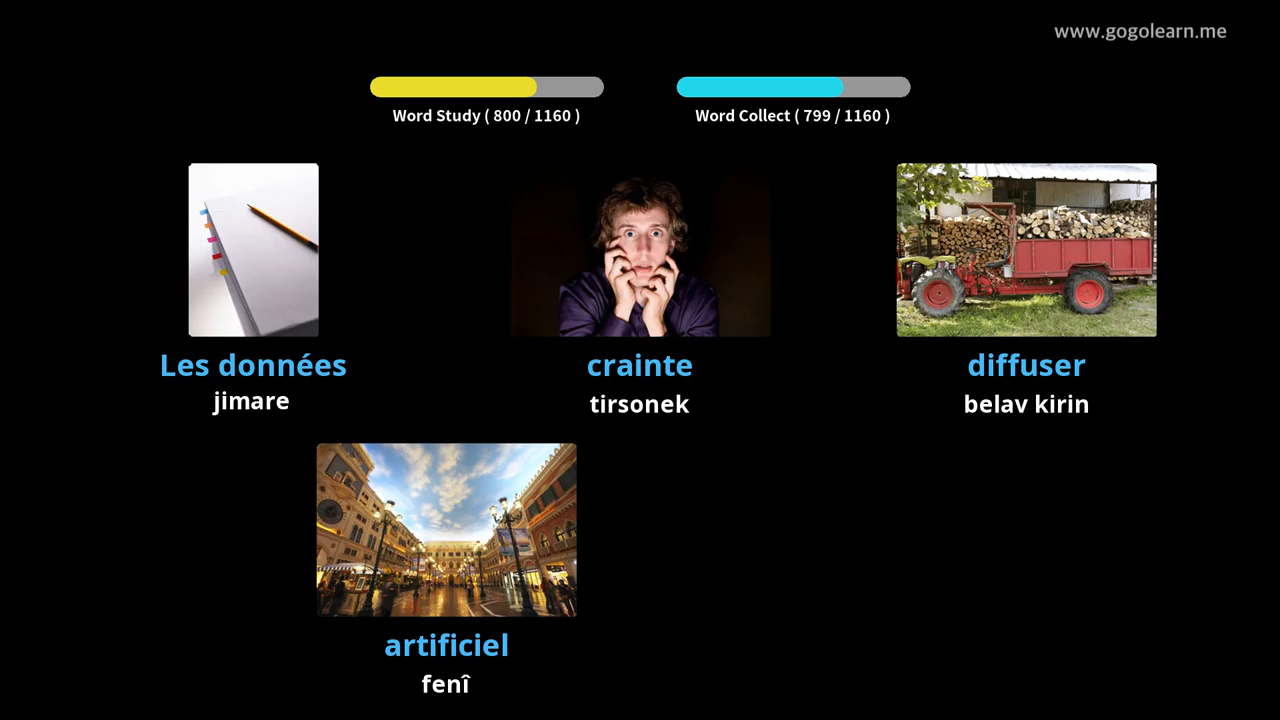 www.gogolearn.me
Word Study ( 800 / 1160 )
Word Collect ( 799 / 1160 )
Les données
jimare
crainte
tirsonek
diffuser
belav kirin
artificiel
fenî